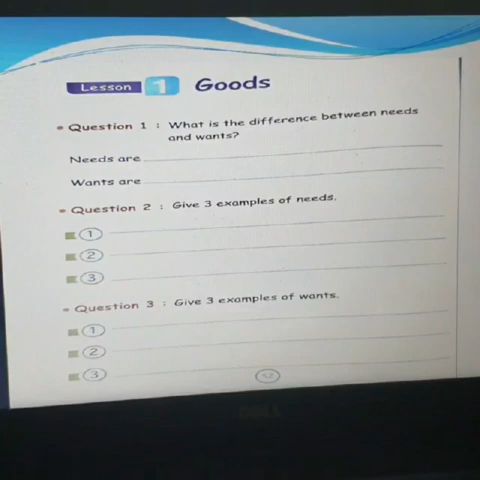 Lesson 1 Goods
Question 1 : What is the difference between needs
and wants?
Needs are
Wants are
Question 2 : Give 3 examples of needs.
1
2
3
Question 3 : Give 3 examples of wants.
1
2
3